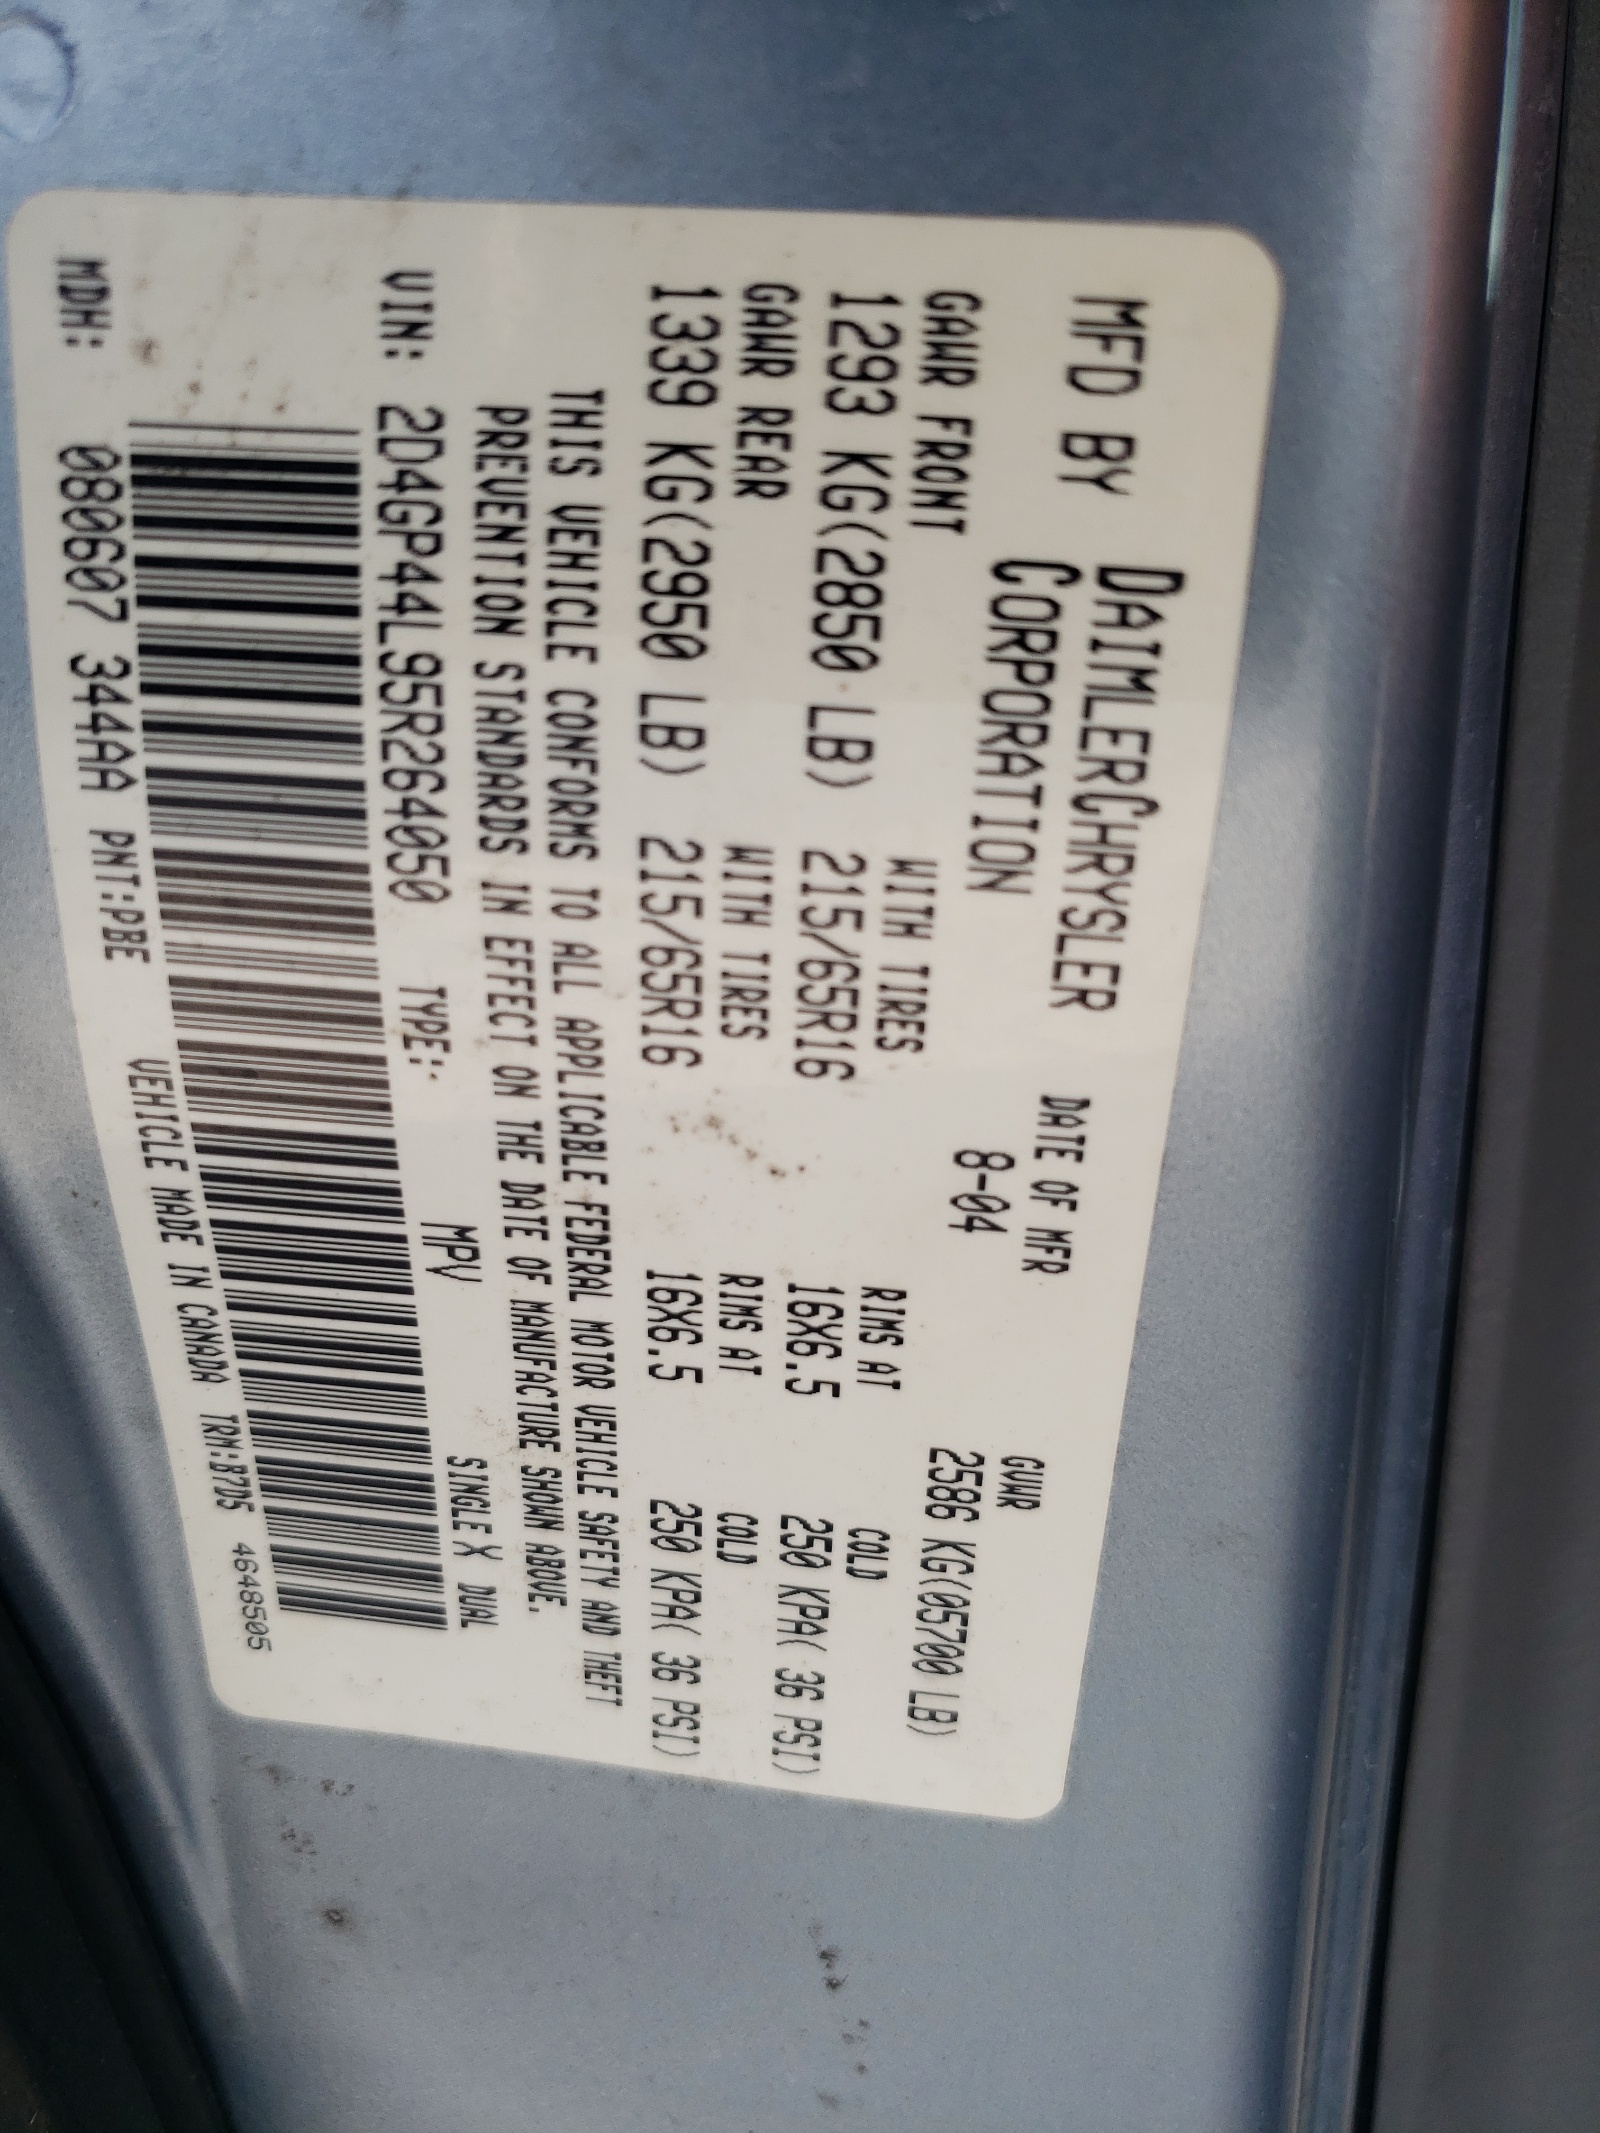 MFD BY DAIMLERCHRYSLER CORPORATION
DATE OF MFR 8-04
GVWR 2586 KG(05700 LB)
GAWR FRONT WITH TIRES RIMS AT COLD
1293 KG(2850 LB) 215/65R16 16X6.5 250 KPA( 36 PSI)
GAWR REAR WITH TIRES RIMS AT COLD
1339 KG(2950 LB) 215/65R16 16X6.5 250 KPA( 36 PSI)
THIS VEHICLE CONFORMS TO ALL APPLICABLE FEDERAL MOTOR VEHICLE SAFETY AND THEFT
PREVENTION STANDARDS IN EFFECT ON THE DATE OF MANUFACTURE SHOWN ABOVE.
VIN: 2D4GP44L95R264050 TYPE: MPV SINGLE X DUAL
MDH: 080607 344AA PNT:PBE VEHICLE MADE IN CANADA TRM:B7D5 4648505